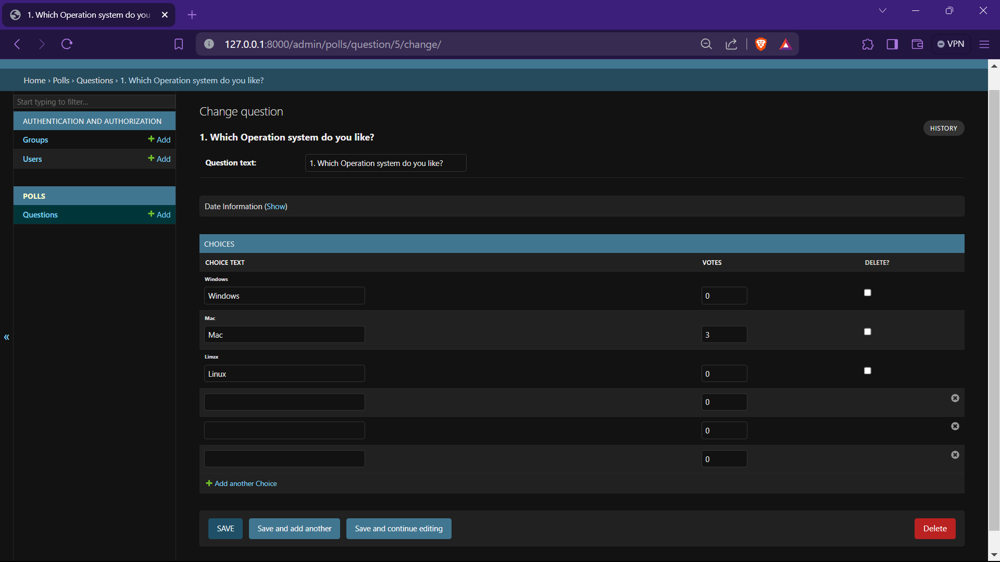 1. Which Operation system do you
127.0.0.1:8000/admin/polls/question/5/change/
VPN
Home › Polls › Questions › 1. Which Operation system do you like?
Start typing to filter...
AUTHENTICATION AND AUTHORIZATION
Groups + Add
Users + Add
POLLS
Questions + Add
«
Change question
HISTORY
1. Which Operation system do you like?
Question text: 1. Which Operation system do you like?
Date Information (Show)
CHOICES
CHOICE TEXT VOTES DELETE?
Windows
Windows 0
Mac
Mac 3
Linux
Linux 0
0
0
0
+ Add another Choice
SAVE Save and add another Save and continue editing Delete